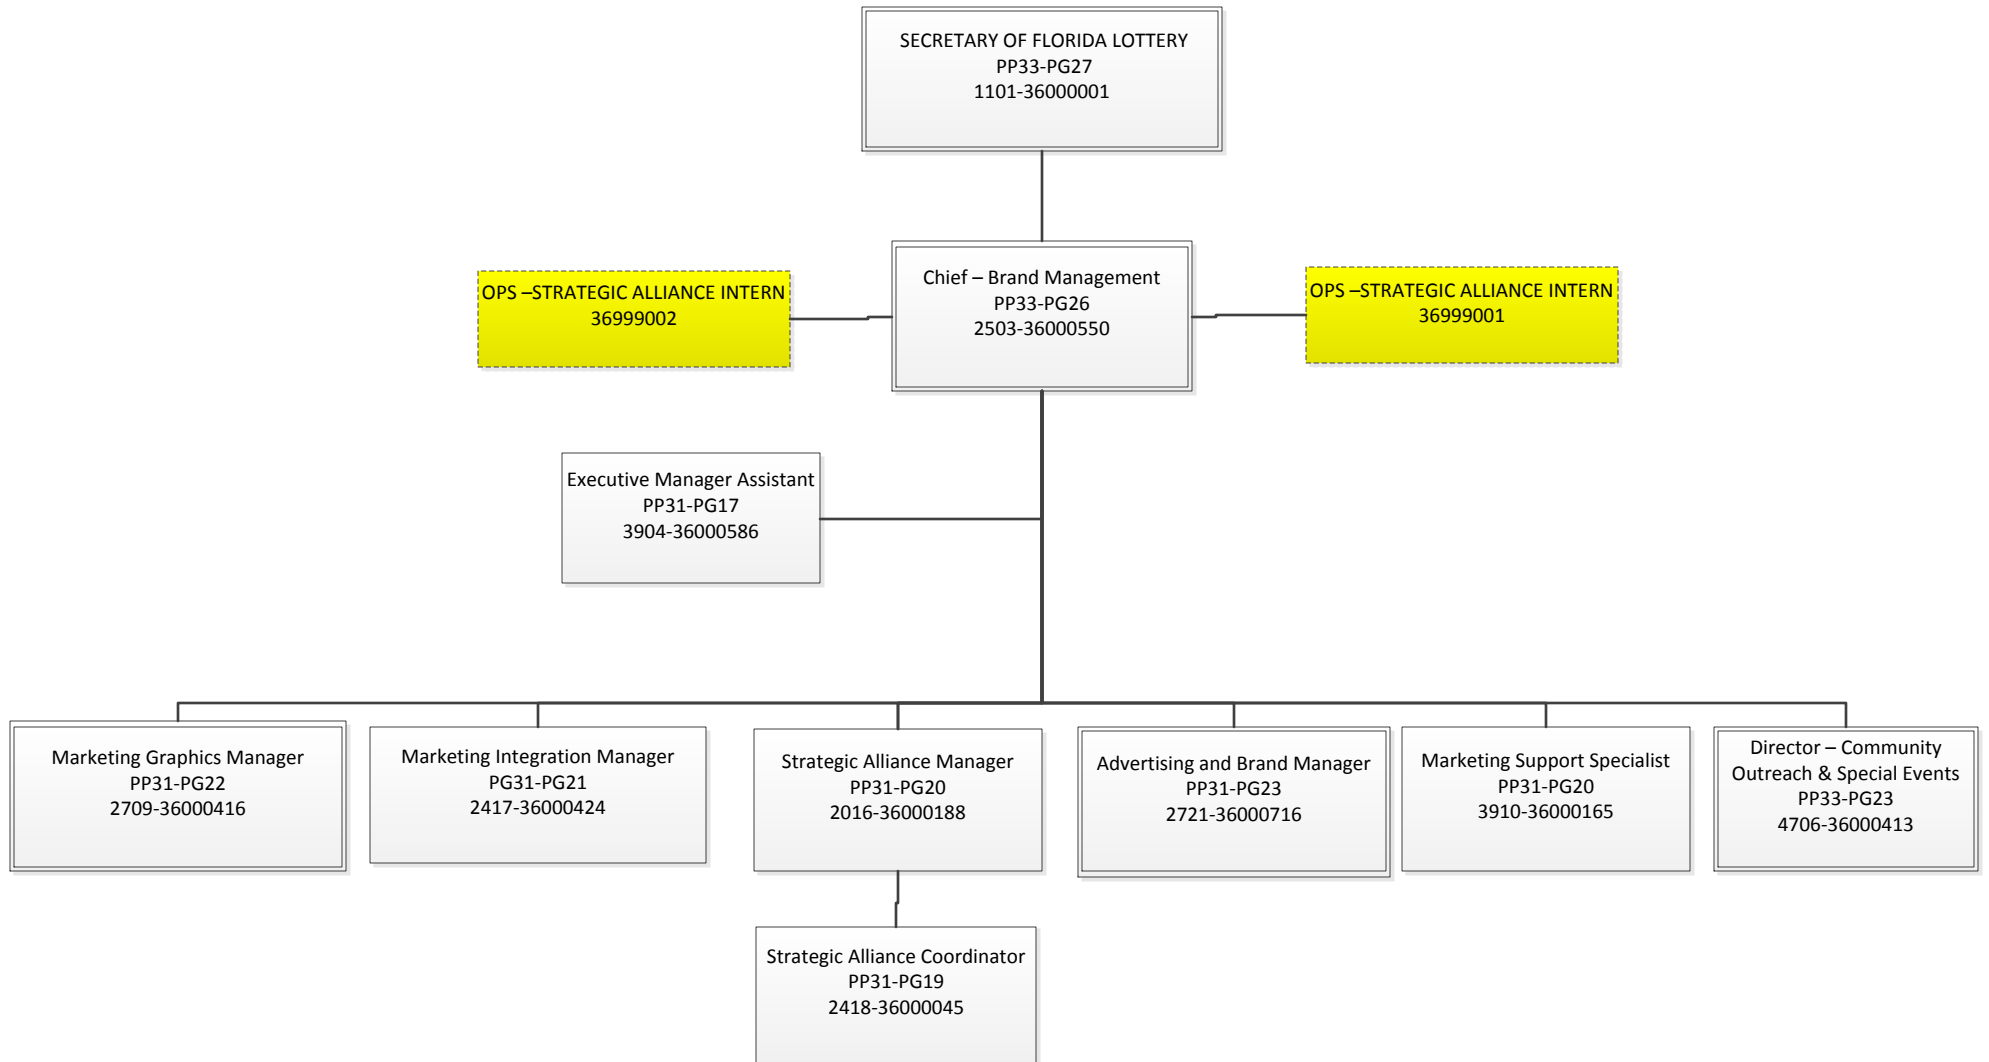 SECRETARY OF FLORIDA LOTTERY
PP33-PG27
1101-36000001
Chief – Brand Management
PP33-PG26
2503-36000550
OPS –STRATEGIC ALLIANCE INTERN
36999002
OPS –STRATEGIC ALLIANCE INTERN
36999001
Executive Manager Assistant
PP31-PG17
3904-36000586
Marketing Graphics Manager
PP31-PG22
2709-36000416
Marketing Integration Manager
PG31-PG21
2417-36000424
Strategic Alliance Manager
PP31-PG20
2016-36000188
Advertising and Brand Manager
PP31-PG23
2721-36000716
Marketing Support Specialist
PP31-PG20
3910-36000165
Director – Community
Outreach & Special Events
PP33-PG23
4706-36000413
Strategic Alliance Coordinator
PP31-PG19
2418-36000045